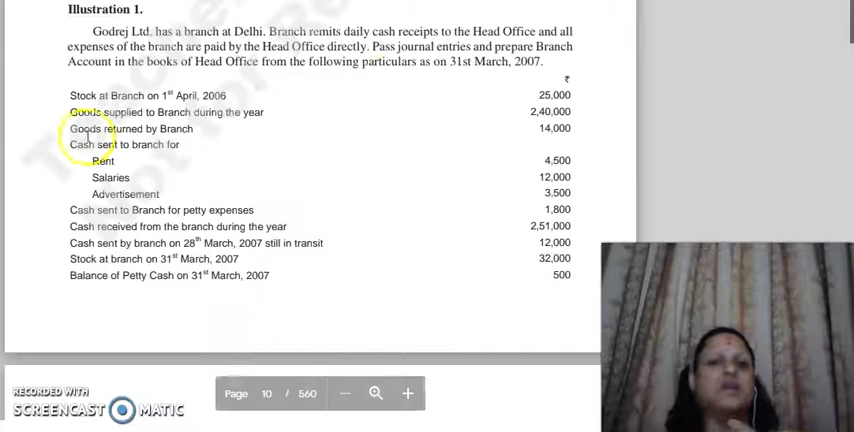 Illustration 1.
Godrej Ltd. has a branch at Delhi. Branch remits daily cash receipts to the Head Office and all
expenses of the branch are paid by the Head Office directly. Pass journal entries and prepare Branch
Account in the books of Head Office from the following particulars as on 31st March, 2007.
₹
Stock at Branch on 1st April, 2006 25,000
Goods supplied to Branch during the year 2,40,000
Goods returned by Branch 14,000
Cash sent to branch for
Rent 4,500
Salaries 12,000
Advertisement 3,500
Cash sent to Branch for petty expenses 1,800
Cash received from the branch during the year 2,51,000
Cash sent by branch on 28th March, 2007 still in transit 12,000
Stock at branch on 31st March, 2007 32,000
Balance of Petty Cash on 31st March, 2007 500
Page 10 / 560
RECORDED WITH
SCREENCAST MATIC